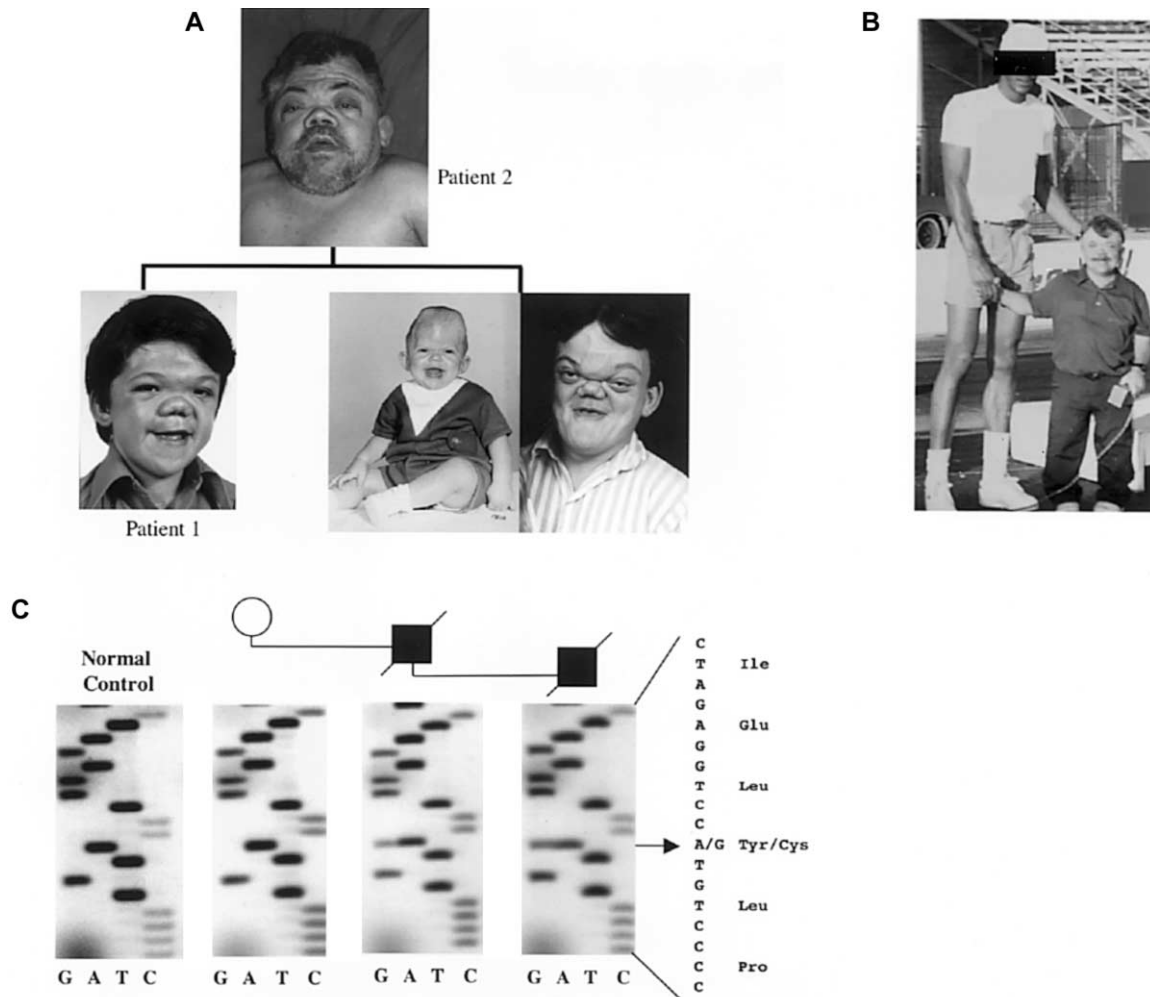 A
B
Patient 2
Patient 1
C
Normal
Control
C
T Ile
A
G
A Glu
G
G
T Leu
C
C
A/G Tyr/Cys
T
G
T Leu
C
C
C Pro
C
G A T C
G A T C
G A T C
G A T C